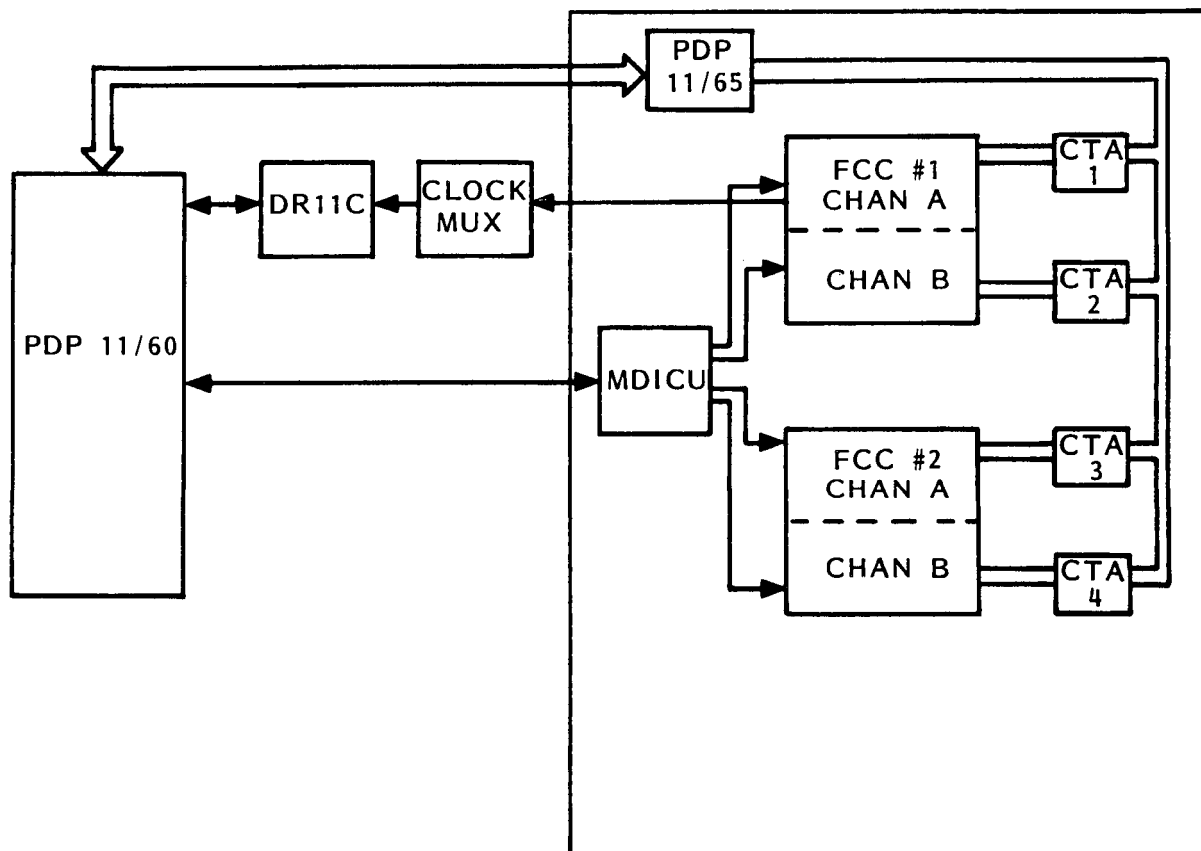 PDP
11/65
FCC #1
CHAN A
CHAN B
CTA
1
CTA
2
DR11C
CLOCK
MUX
PDP 11/60
MDICU
FCC #2
CHAN A
CHAN B
CTA
3
CTA
4